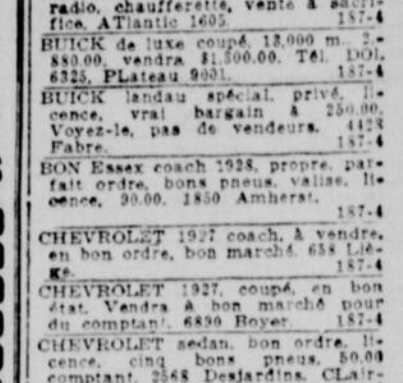 radio, chaufferette, vente à sacri-
fice, ATlantic 1605. 187-4
BUICK de luxe coupé, 13,000 m., 2.-
880.00, vendra $1,500.00. Tél. DOl.
6325, PLateau 9001. 187-4
BUICK landau spécial, privé, li-
cence, vrai bargain à 250.00.
Voyez-le, pas de vendeurs. 4428
Fabre. 187-4
BON Essex coach 1928, propre, par-
fait ordre, bons pneus, valise, li-
cence, 90.00. 1850 Amherst.
187-4
CHEVROLET 1927 coach, à vendre,
en bon ordre, bon marché. 658 Liè-
ge. 187-4
CHEVROLET 1927, coupé, en bon
état. Vendra à bon marché pour
du comptant. 6890 Boyer. 187-4
CHEVROLET sedan, bon ordre, li-
cence, cinq bons pneus, 50.00
comptant. 2568 Desjardins. CLair-